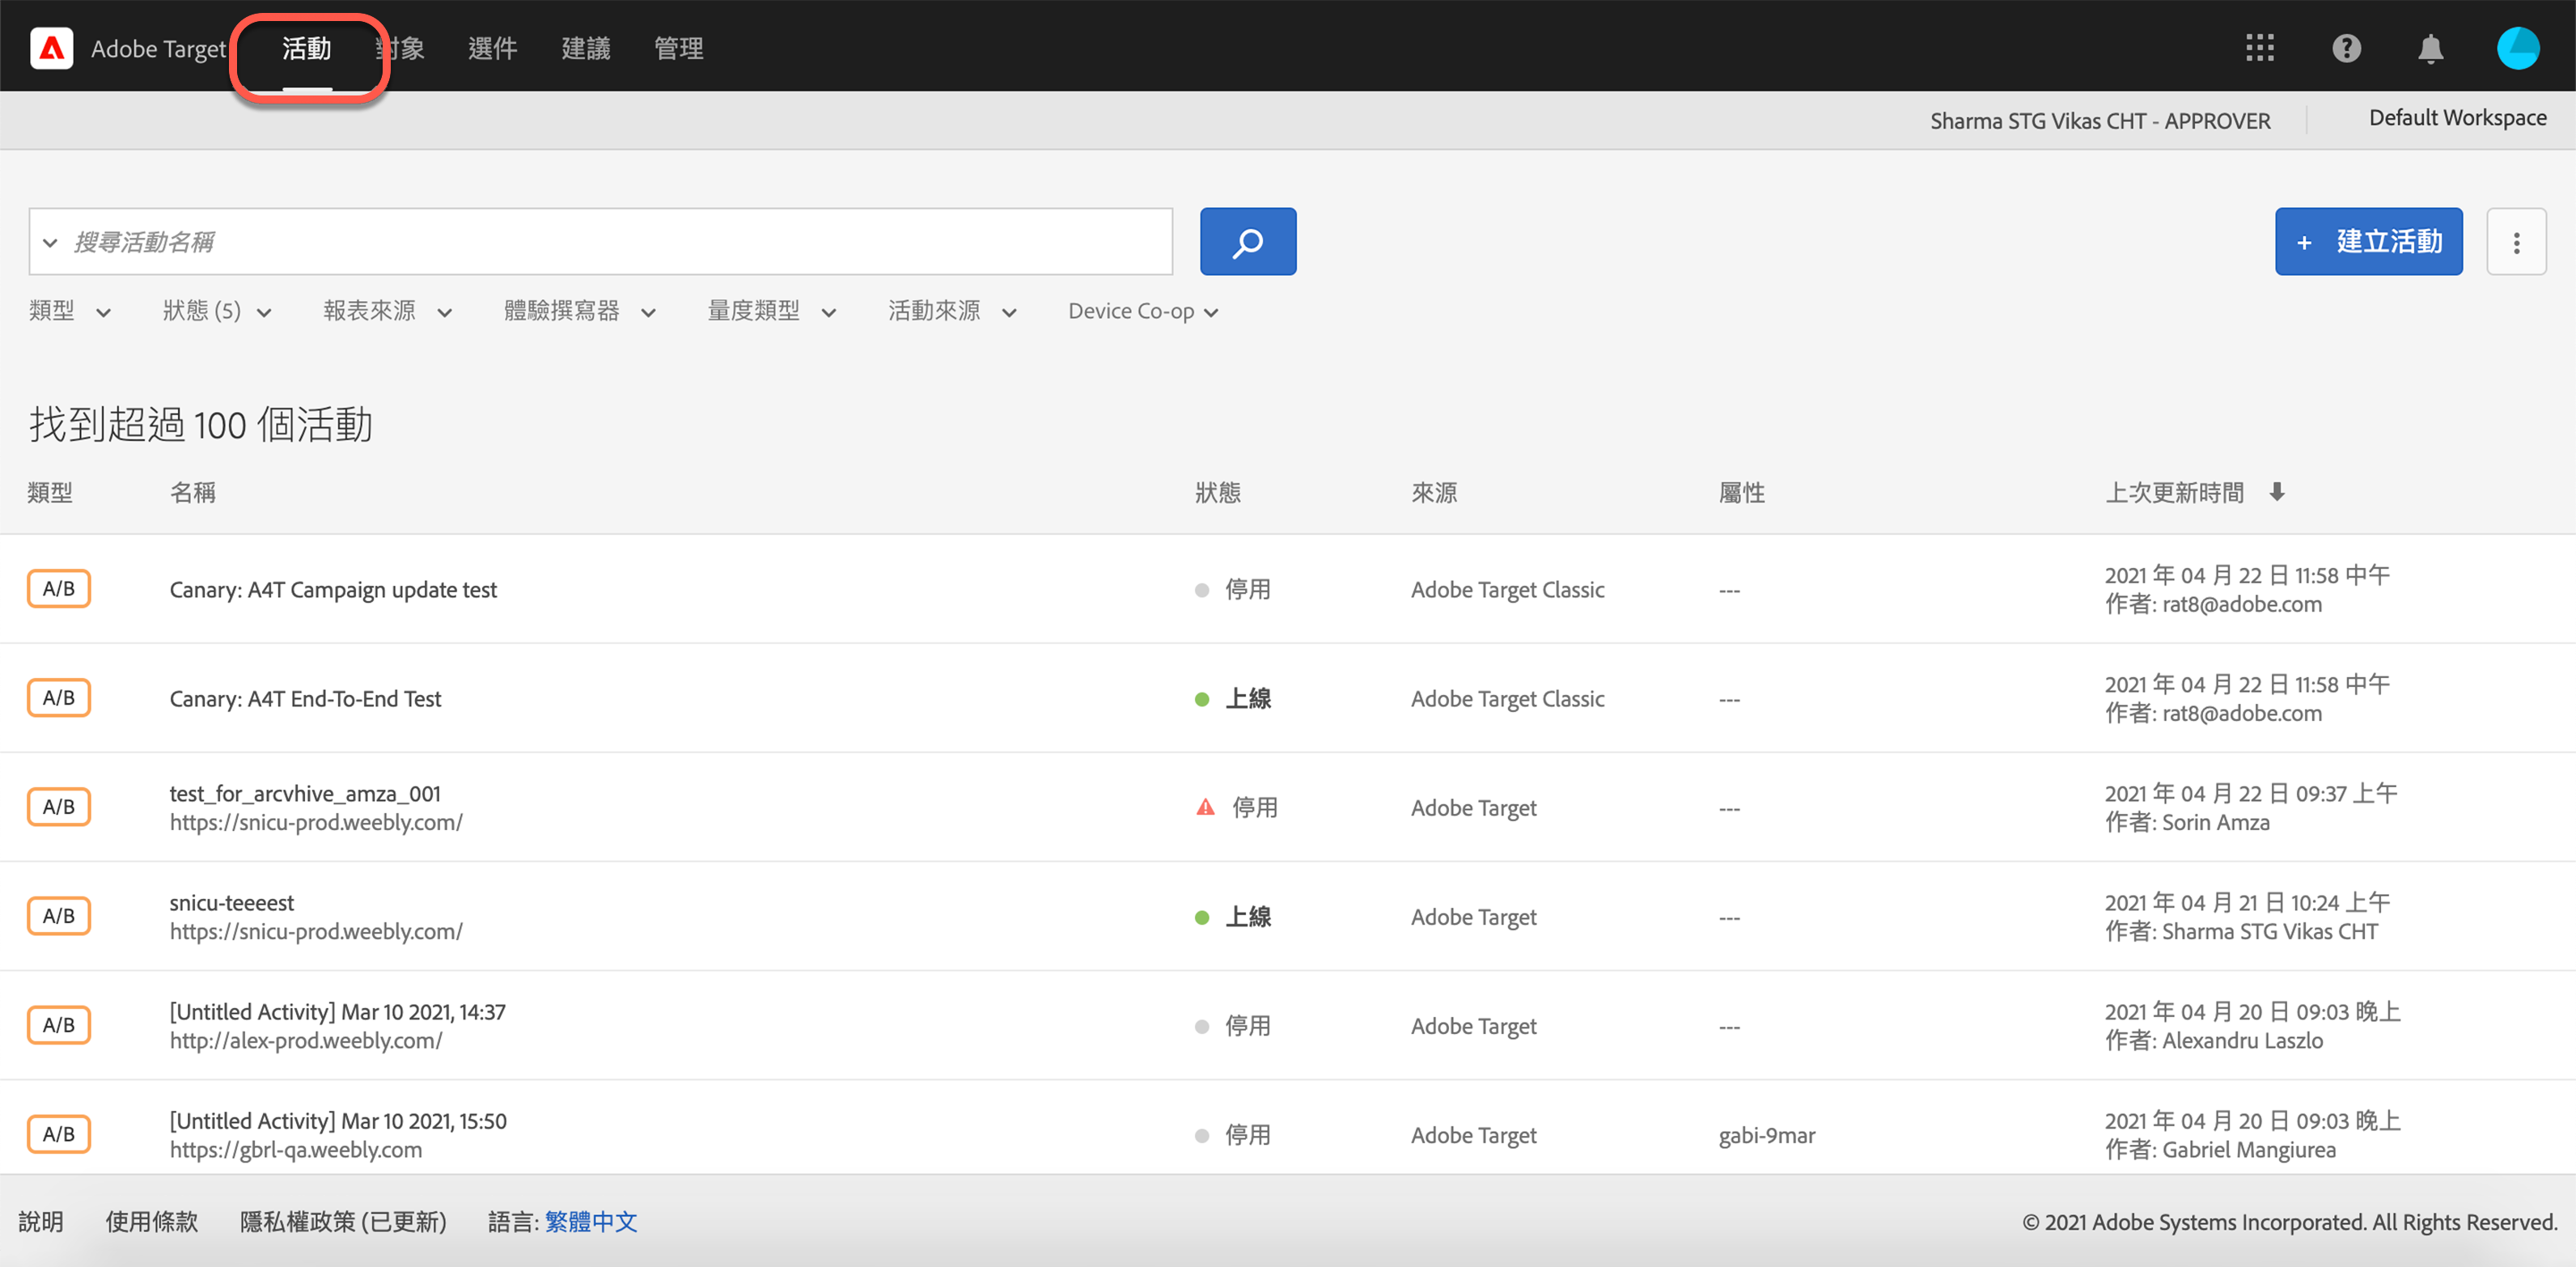 Adobe Target 活動 對象 選件 建議 管理
Sharma STG Vikas CHT - APPROVER Default Workspace
搜尋活動名稱
+ 建立活動
類型 狀態 (5) 報表來源 體驗撰寫器 量度類型 活動來源 Device Co-op
找到超過 100 個活動
類型 名稱 狀態 來源 屬性 上次更新時間
A/B Canary: A4T Campaign update test 停用 Adobe Target Classic --- 2021 年 04 月 22 日 11:58 中午
作者: rat8@adobe.com
A/B Canary: A4T End-To-End Test 上線 Adobe Target Classic --- 2021 年 04 月 22 日 11:58 中午
作者: rat8@adobe.com
A/B test_for_arcvhive_amza_001 停用 Adobe Target --- 2021 年 04 月 22 日 09:37 上午
https://snicu-prod.weebly.com/ 作者: Sorin Amza
A/B snicu-teeeest 上線 Adobe Target --- 2021 年 04 月 21 日 10:24 上午
https://snicu-prod.weebly.com/ 作者: Sharma STG Vikas CHT
A/B [Untitled Activity] Mar 10 2021, 14:37 停用 Adobe Target --- 2021 年 04 月 20 日 09:03 晚上
http://alex-prod.weebly.com/ 作者: Alexandru Laszlo
A/B [Untitled Activity] Mar 10 2021, 15:50 停用 Adobe Target gabi-9mar 2021 年 04 月 20 日 09:03 晚上
https://gbrl-qa.weebly.com 作者: Gabriel Mangiurea
說明 使用條款 隱私權政策 (已更新) 語言: 繁體中文 © 2021 Adobe Systems Incorporated. All Rights Reserved.